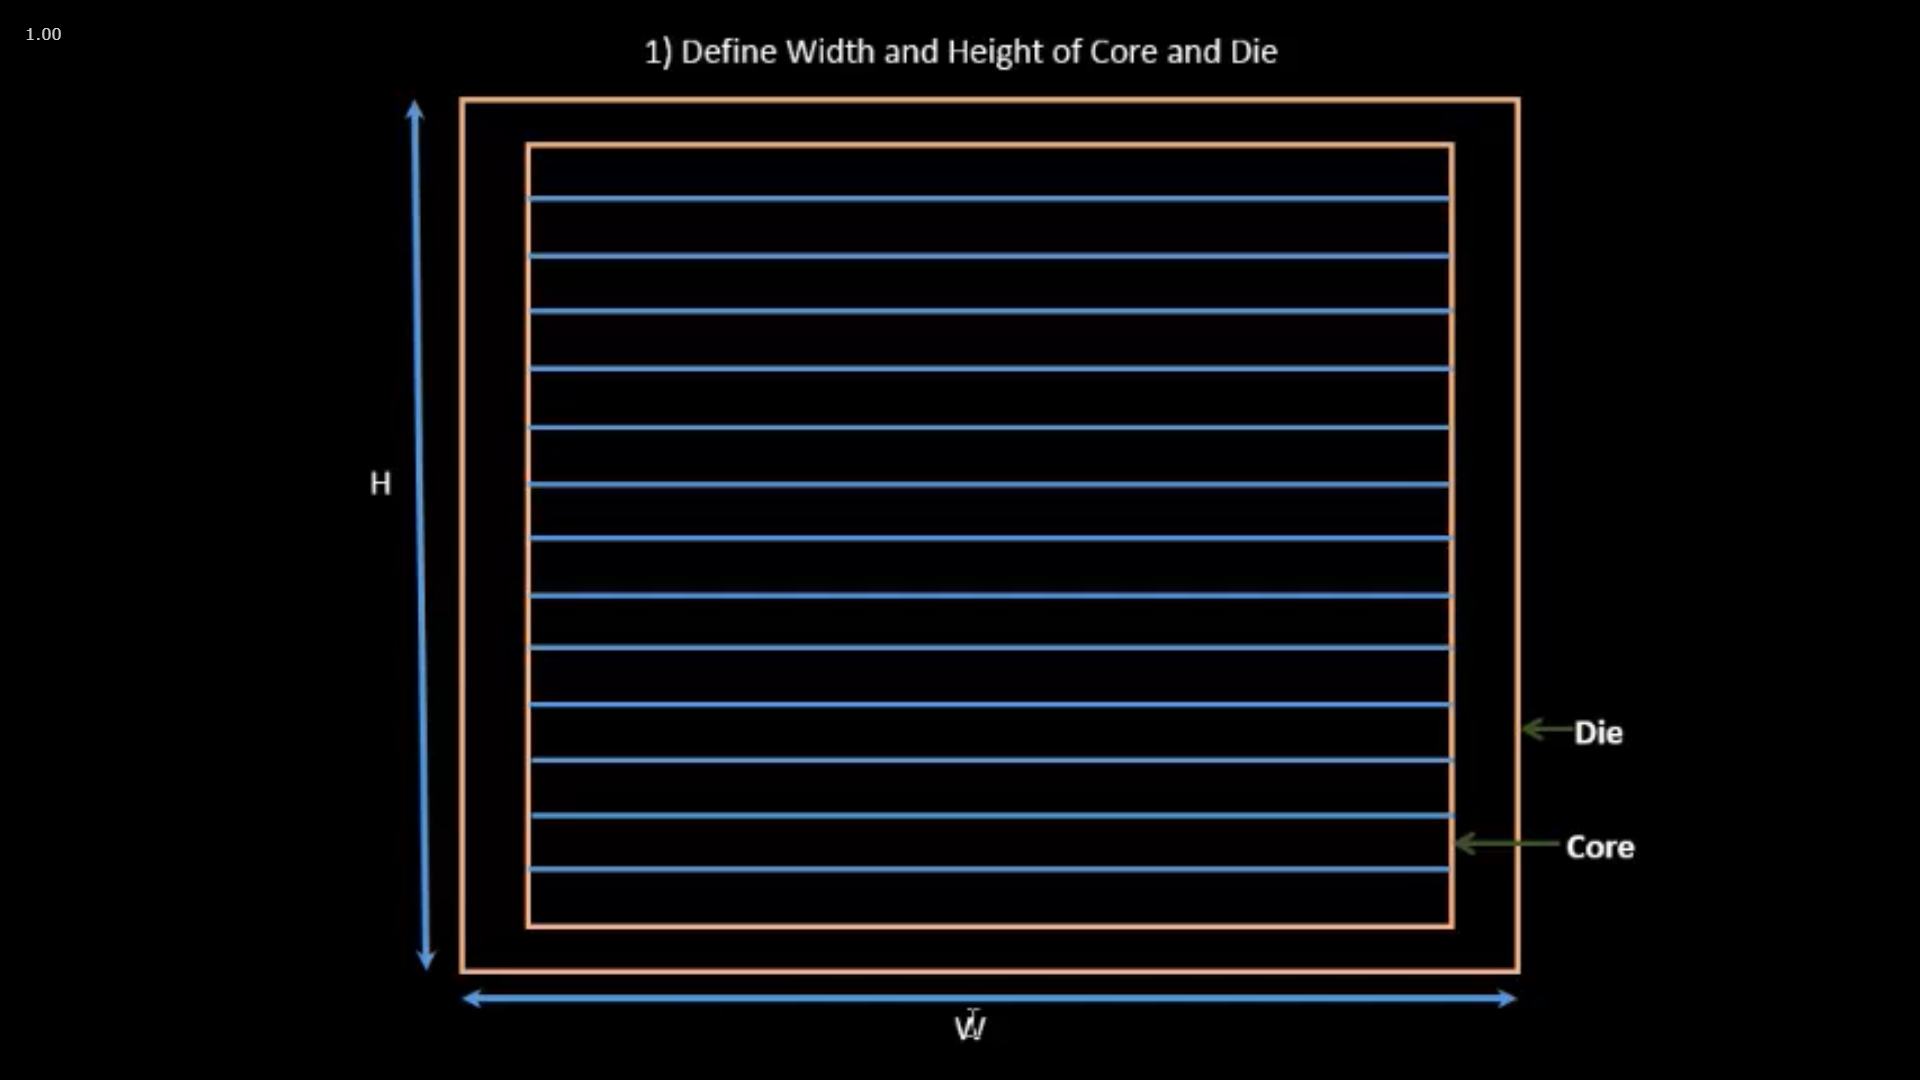 1.00
1) Define Width and Height of Core and Die
H
Die
Core
W